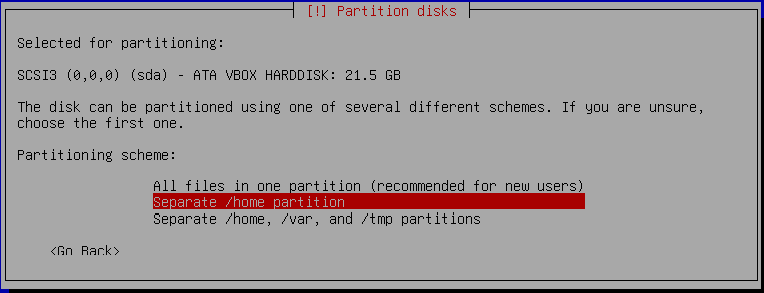 [!] Partition disks
Selected for partitioning:
SCSI3 (0,0,0) (sda) - ATA VBOX HARDDISK: 21.5 GB
The disk can be partitioned using one of several different schemes. If you are unsure,
choose the first one.
Partitioning scheme:
All files in one partition (recommended for new users)
Separate /home partition
Separate /home, /var, and /tmp partitions
<Go Back>